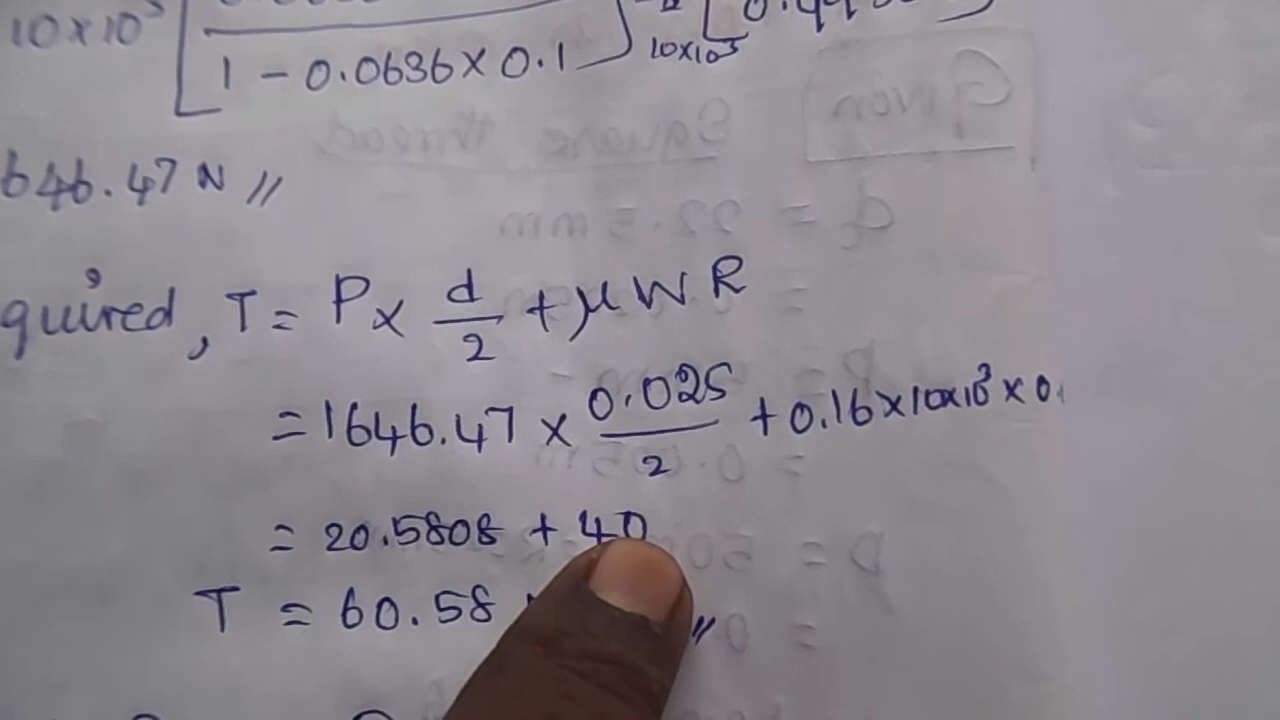 10×10³
1 - 0.0636 × 0.1
10×10³
646.47 N //
quired, T = P × d/2 + μ W R
= 1646.47 × 0.025/2 + 0.16×10×10³ × 0.
= 20.5808 + 40
T = 60.58 //